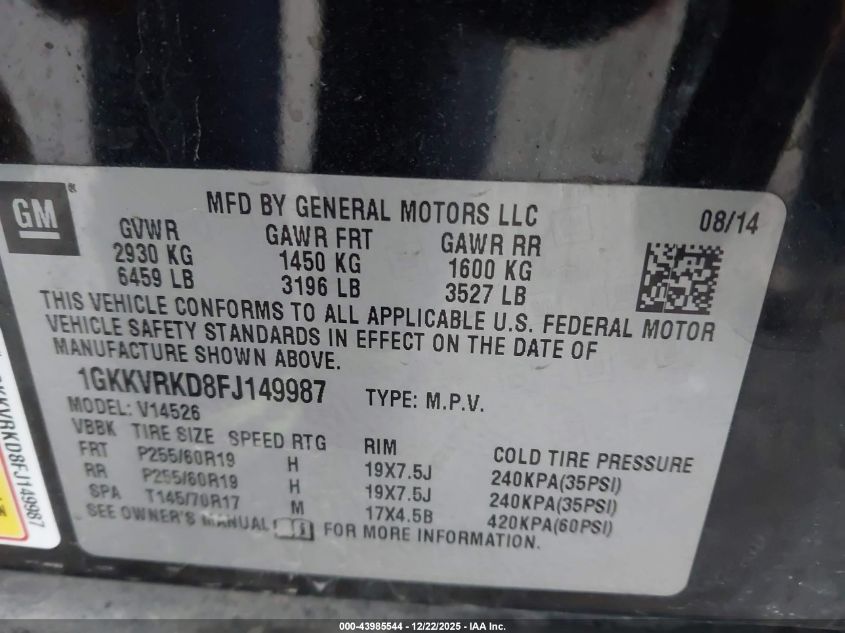 GM®
MFD BY GENERAL MOTORS LLC
08/14
GVWR GAWR FRT GAWR RR
2930 KG 1450 KG 1600 KG
6459 LB 3196 LB 3527 LB
THIS VEHICLE CONFORMS TO ALL APPLICABLE U.S. FEDERAL MOTOR
VEHICLE SAFETY STANDARDS IN EFFECT ON THE DATE OF
MANUFACTURE SHOWN ABOVE.
1GKKVRKD8FJ149987 TYPE: M.P.V.
MODEL: V14526
VBBK TIRE SIZE SPEED RTG RIM COLD TIRE PRESSURE
FRT P255/60R19 H 19X7.5J 240KPA(35PSI)
RR P255/60R19 H 19X7.5J 240KPA(35PSI)
SPA T145/70R17 M 17X4.5B 420KPA(60PSI)
SEE OWNER'S MANUAL FOR MORE INFORMATION.
KKVRKD8FJ149987
000-43985544 - 12/22/2025 - IAA Inc.